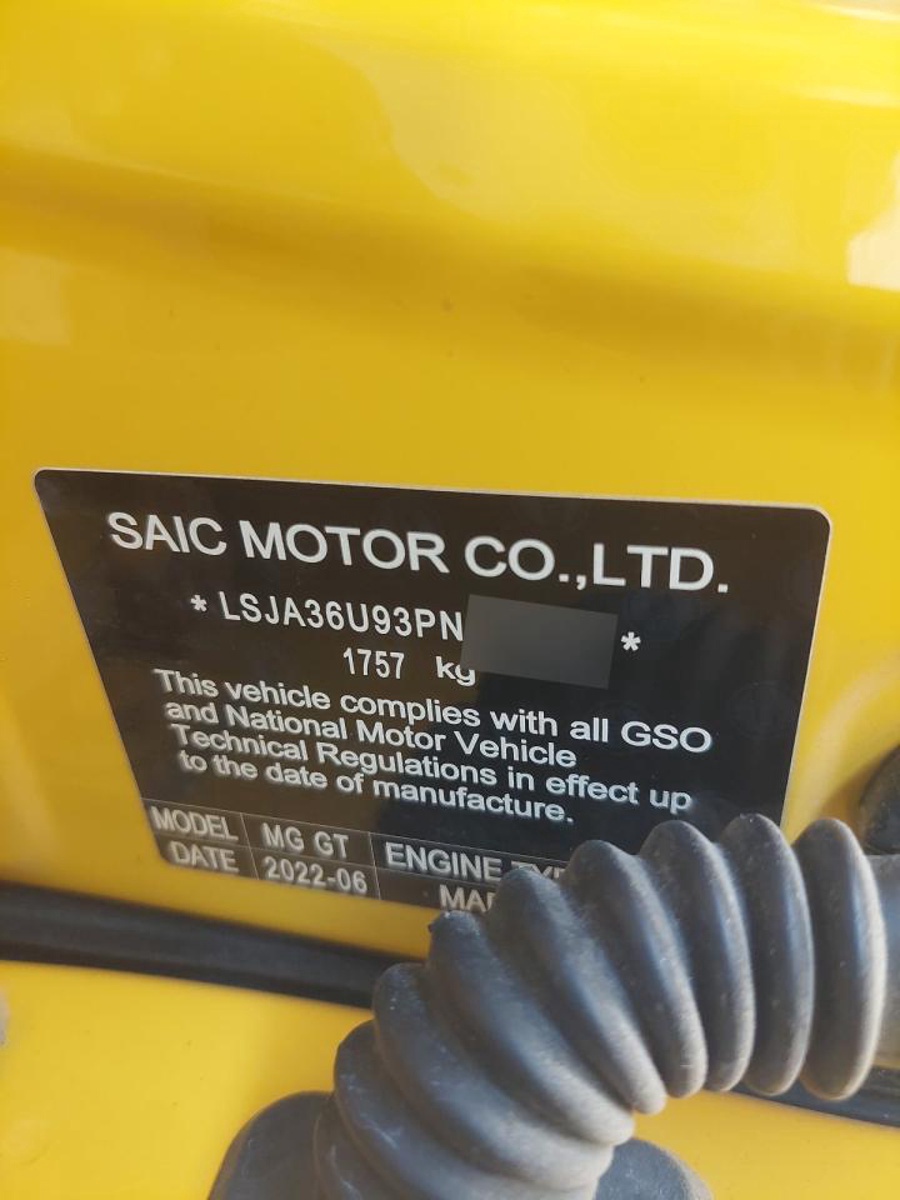 SAIC MOTOR CO.,LTD.
* LSJA36U93PN *
1757 kg
This vehicle complies with all GSO
and National Motor Vehicle
Technical Regulations in effect up
to the date of manufacture.
MODEL MG GT ENGINE
DATE 2022-06